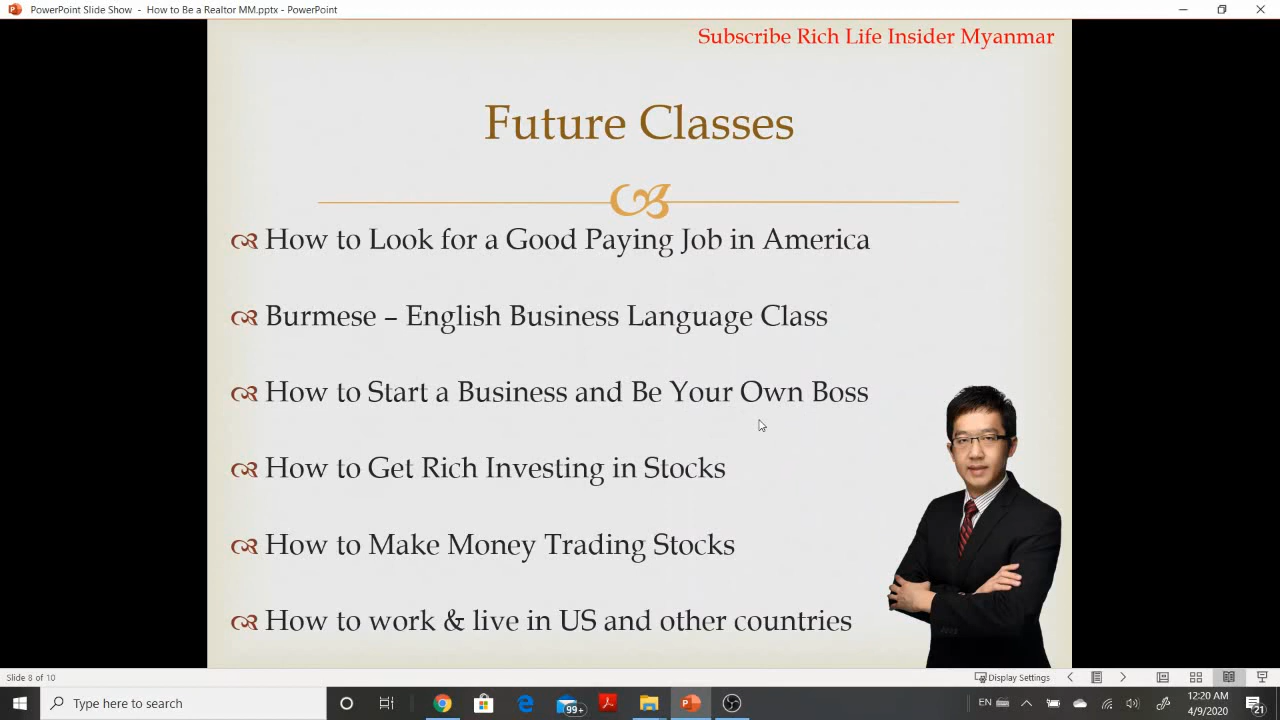 PowerPoint Slide Show - How to Be a Realtor MM.pptx - PowerPoint
Subscribe Rich Life Insider Myanmar
Future Classes
How to Look for a Good Paying Job in America
Burmese – English Business Language Class
How to Start a Business and Be Your Own Boss
How to Get Rich Investing in Stocks
How to Make Money Trading Stocks
How to work & live in US and other countries
Slide 8 of 10
Display Settings
Type here to search
99+
EN
12:20 AM
4/9/2020
21